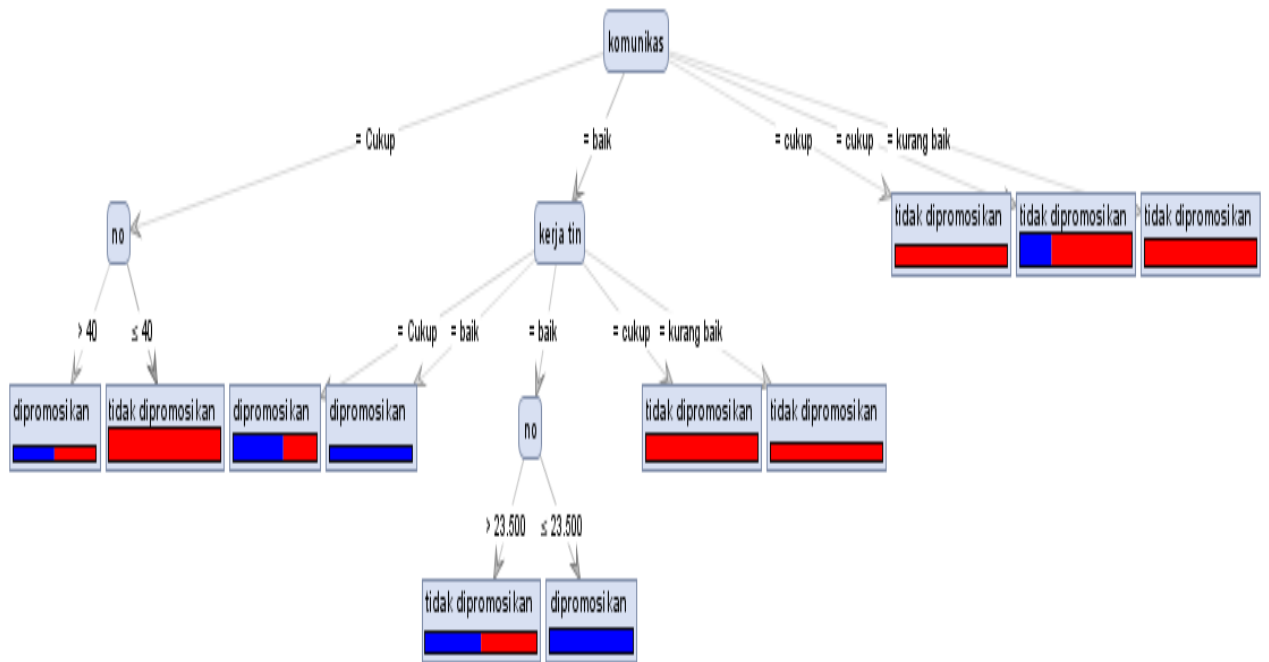 komunikas
= Cukup
= baik
= cukup
= cukup
= kurang baik
tidak dipromosikan
tidak dipromosikan
tidak dipromosikan
no
kerja tin
> 40
≤ 40
= Cukup
= baik
= baik
= cukup
= kurang baik
dipromosikan
tidak dipromosikan
dipromosikan
dipromosikan
no
tidak dipromosikan
tidak dipromosikan
> 23.500
≤ 23.500
tidak dipromosikan
dipromosikan